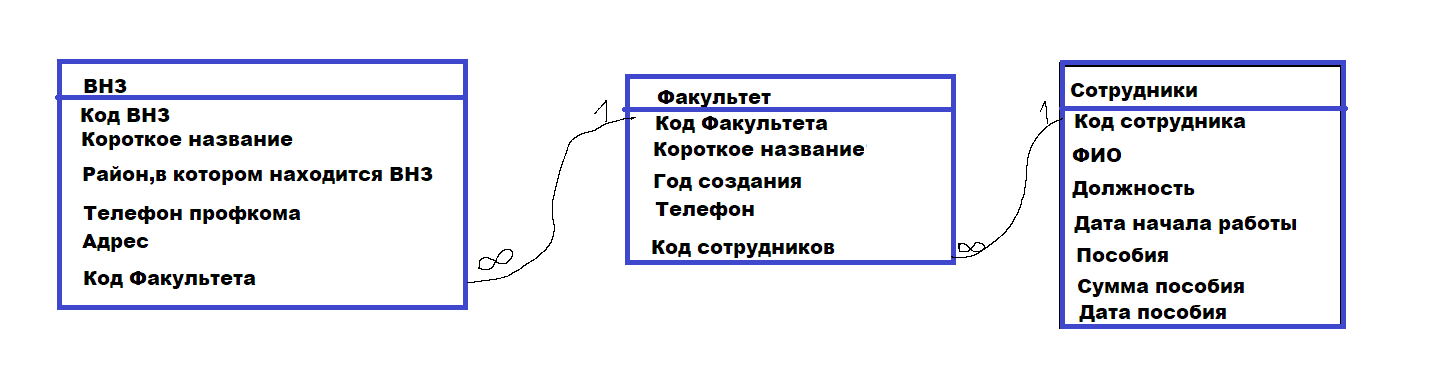 ВНЗ
Код ВНЗ
Короткое название
Район,в котором находится ВНЗ
Телефон профкома
Адрес
Код Факультета
∞
1
Факультет
Код Факультета
Короткое название
Год создания
Телефон
Код сотрудников
∞
1
Сотрудники
Код сотрудника
ФИО
Должность
Дата начала работы
Пособия
Сумма пособия
Дата пособия